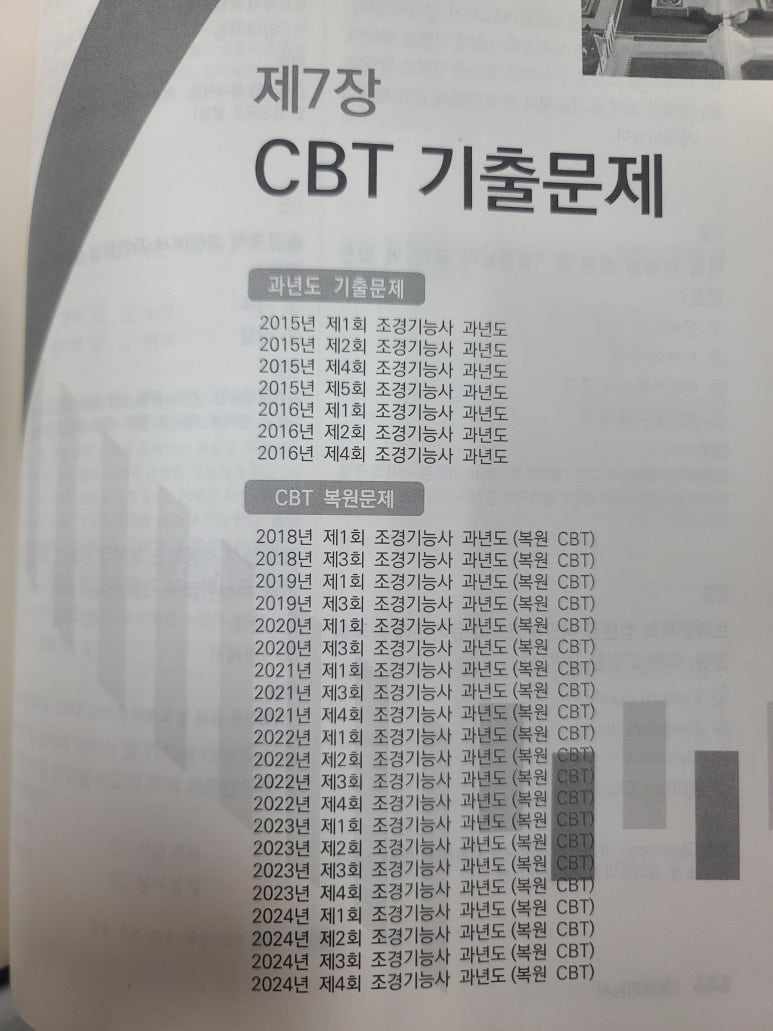 제7장
CBT 기출문제
과년도 기출문제
2015년 제1회 조경기능사 과년도
2015년 제2회 조경기능사 과년도
2015년 제4회 조경기능사 과년도
2015년 제5회 조경기능사 과년도
2016년 제1회 조경기능사 과년도
2016년 제2회 조경기능사 과년도
2016년 제4회 조경기능사 과년도
CBT 복원문제
2018년 제1회 조경기능사 과년도(복원 CBT)
2018년 제3회 조경기능사 과년도(복원 CBT)
2019년 제1회 조경기능사 과년도(복원 CBT)
2019년 제3회 조경기능사 과년도(복원 CBT)
2020년 제1회 조경기능사 과년도(복원 CBT)
2020년 제3회 조경기능사 과년도(복원 CBT)
2021년 제1회 조경기능사 과년도(복원 CBT)
2021년 제3회 조경기능사 과년도(복원 CBT)
2021년 제4회 조경기능사 과년도(복원 CBT)
2022년 제1회 조경기능사 과년도(복원 CBT)
2022년 제2회 조경기능사 과년도(복원 CBT)
2022년 제3회 조경기능사 과년도(복원 CBT)
2022년 제4회 조경기능사 과년도(복원 CBT)
2023년 제1회 조경기능사 과년도(복원 CBT)
2023년 제2회 조경기능사 과년도(복원 CBT)
2023년 제3회 조경기능사 과년도(복원 CBT)
2023년 제4회 조경기능사 과년도(복원 CBT)
2024년 제1회 조경기능사 과년도(복원 CBT)
2024년 제2회 조경기능사 과년도(복원 CBT)
2024년 제3회 조경기능사 과년도(복원 CBT)
2024년 제4회 조경기능사 과년도(복원 CBT)